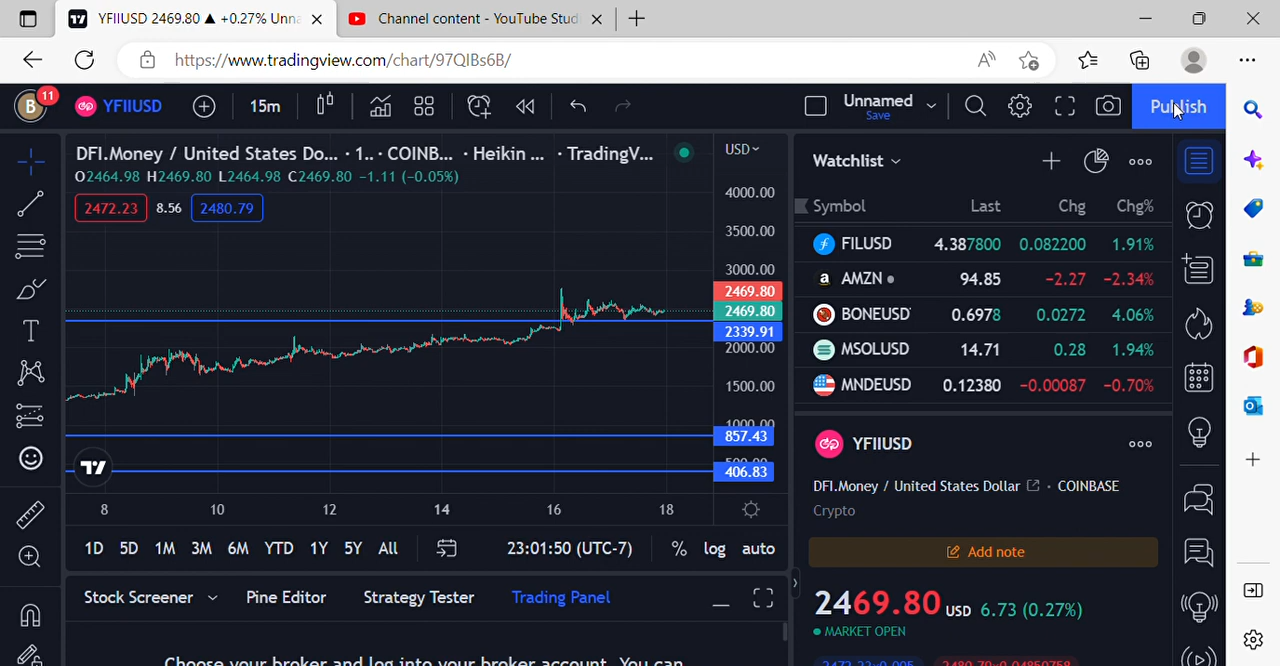 YFIIUSD 2469.80 ▲ +0.27% Unna
Channel content - YouTube Stud
https://www.tradingview.com/chart/97QIBs6B/
B
11
YFIIUSD
15m
Unnamed
Save
Publish
DFI.Money / United States Do... · 1.. · COINB... · Heikin ... · TradingV...
O2464.98 H2469.80 L2464.98 C2469.80 −1.11 (−0.05%)
2472.23 8.56 2480.79
USD
4000.00
3500.00
3000.00
2469.80
2469.80
2339.91
2000.00
1500.00
1000.00
857.43
500.00
406.83
8 10 12 14 16 18
1D 5D 1M 3M 6M YTD 1Y 5Y All
23:01:50 (UTC-7)
% log auto
Stock Screener Pine Editor Strategy Tester Trading Panel
Choose your broker and log into your broker account. You can
Watchlist
Symbol Last Chg Chg%
FILUSD 4.387800 0.082200 1.91%
AMZN 94.85 −2.27 −2.34%
BONEUSD 0.6978 0.0272 4.06%
MSOLUSD 14.71 0.28 1.94%
MNDEUSD 0.12380 −0.00087 −0.70%
YFIIUSD
DFI.Money / United States Dollar · COINBASE
Crypto
Add note
2469.80 USD 6.73 (0.27%)
MARKET OPEN